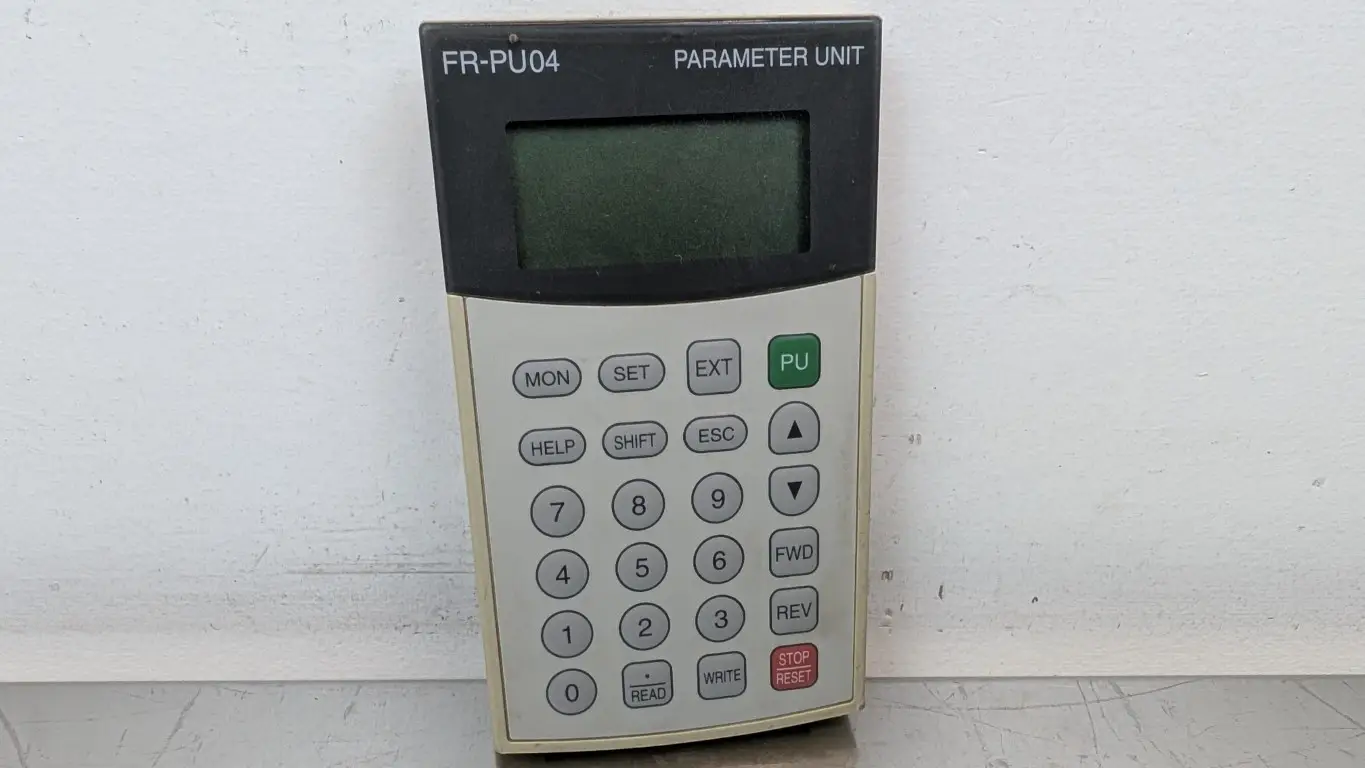 FR-PU04 PARAMETER UNIT
MON SET EXT PU
HELP SHIFT ESC ▲
7 8 9 ▼
4 5 6 FWD
1 2 3 REV
0 . READ WRITE STOP RESET